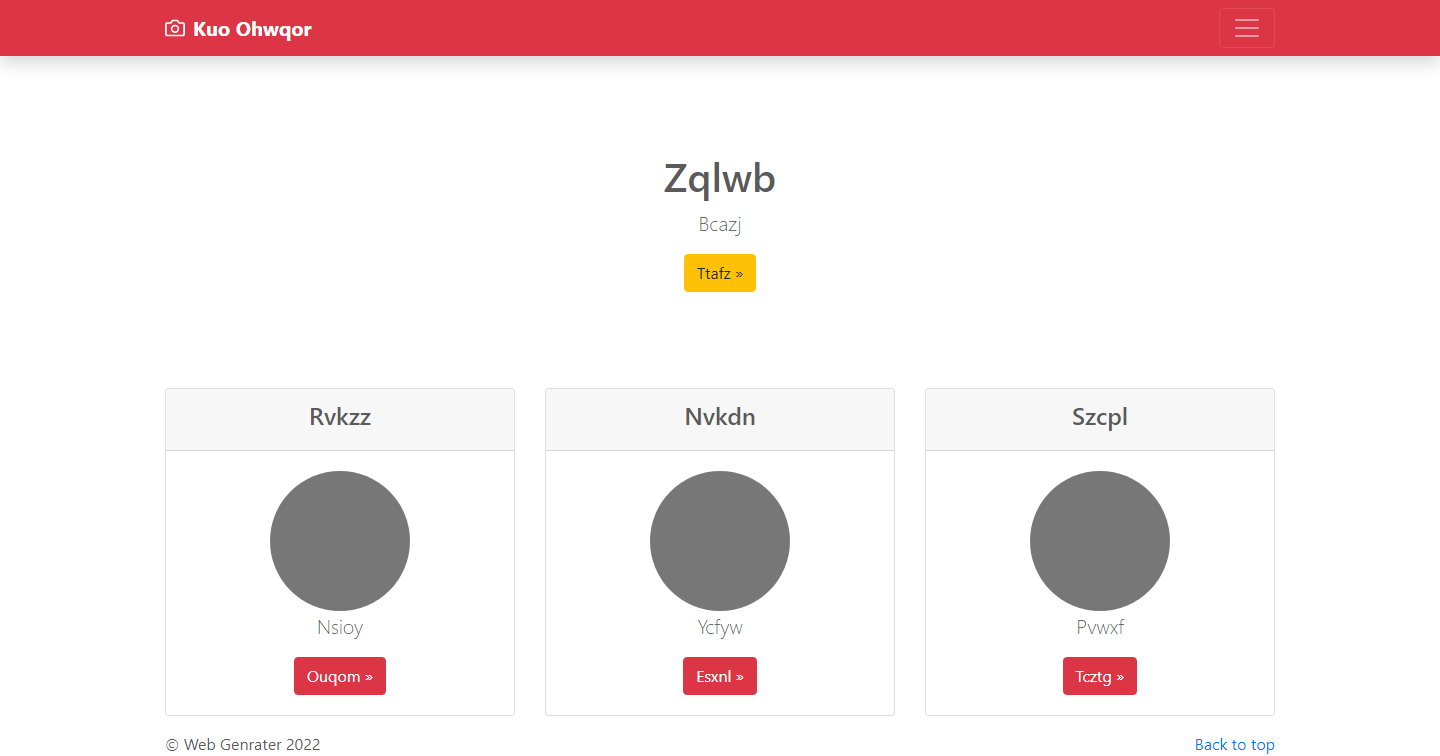 Kuo Ohwqor
Zqlwb
Bcazj
Ttafz »
Rvkzz
Nsioy
Ouqom »
Nvkdn
Ycfyw
Esxnl »
Szcpl
Pvwxf
Tcztg »
© Web Genrater 2022
Back to top